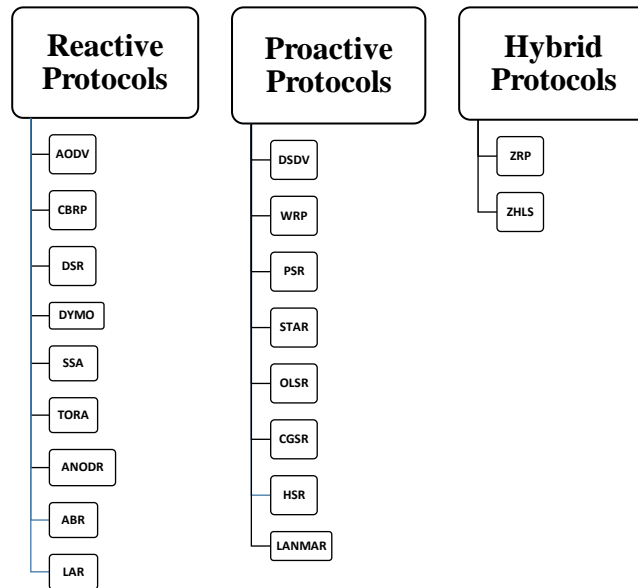 Reactive
Protocols
AODV
CBRP
DSR
DYMO
SSA
TORA
ANODR
ABR
LAR
Proactive
Protocols
DSDV
WRP
PSR
STAR
OLSR
CGSR
HSR
LANMAR
Hybrid
Protocols
ZRP
ZHLS